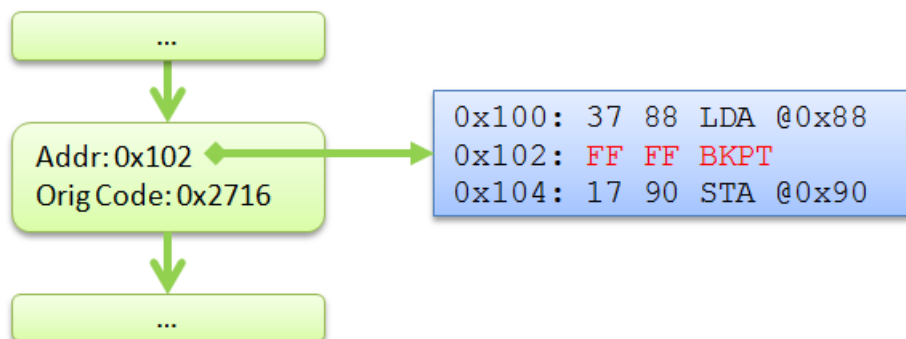 ...
Addr: 0x102
Orig Code: 0x2716
...
0x100: 37 88 LDA @0x88
0x102: FF FF BKPT
0x104: 17 90 STA @0x90